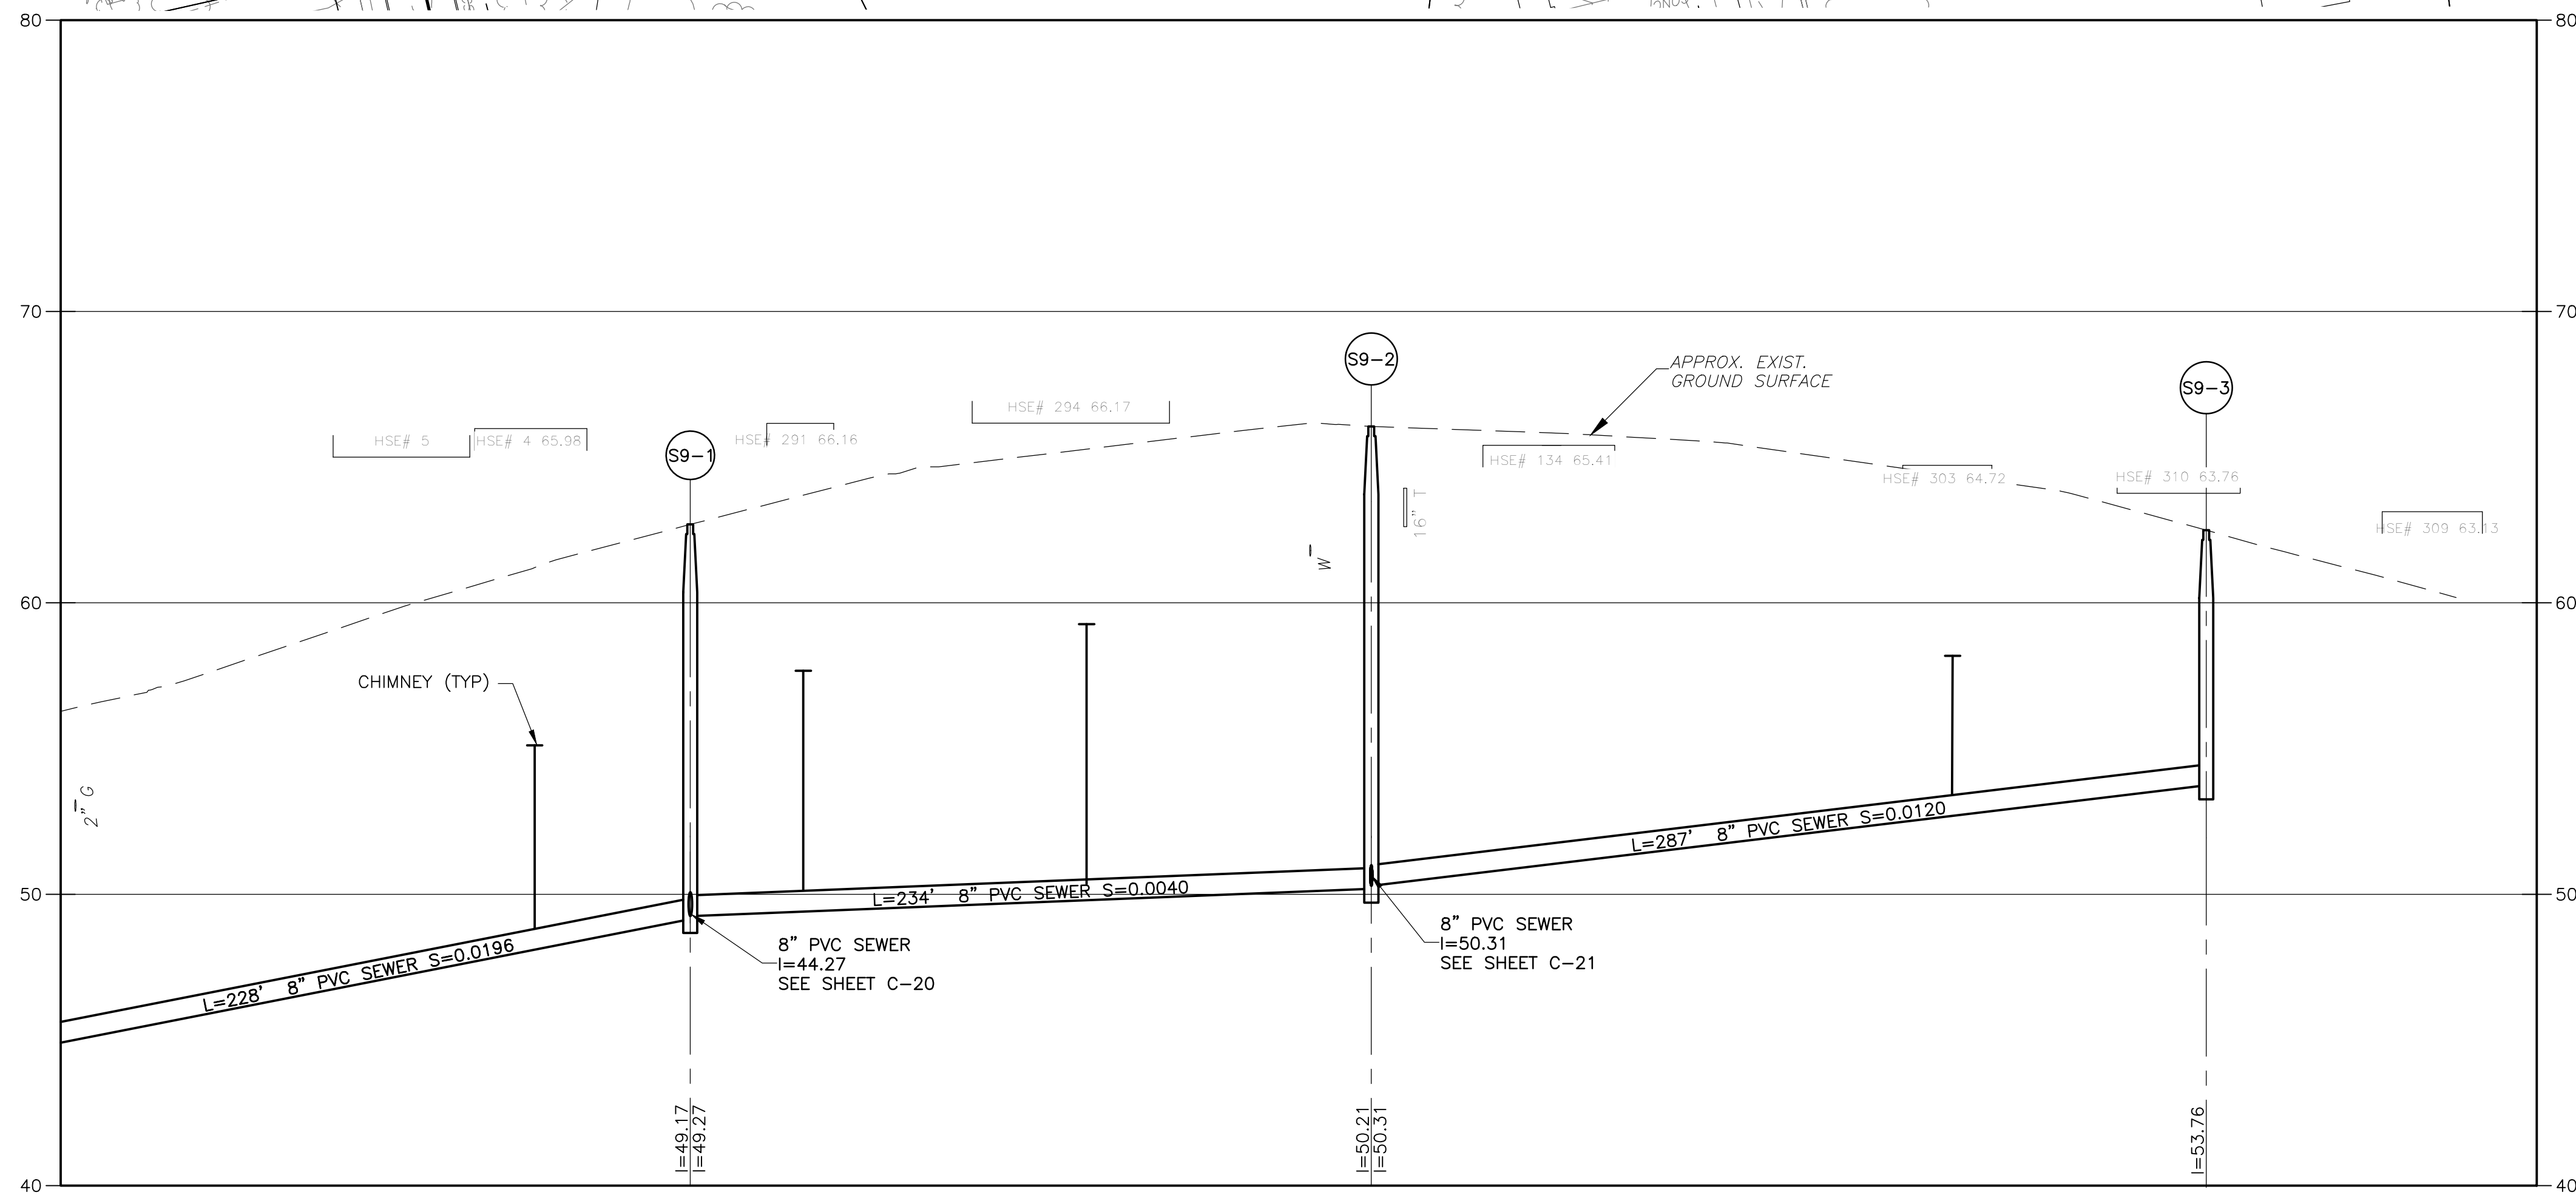 80
80
70
70
S9-2
APPROX. EXIST.
GROUND SURFACE
S9-3
HSE# 5
HSE# 4 65.98
S9-1
HSE# 291 66.16
HSE# 294 66.17
HSE# 134 65.41
HSE# 303 64.72
HSE# 310 63.76
HSE# 309 63.13
16" T
W
60
60
CHIMNEY (TYP)
2" G
50
50
L=228' 8" PVC SEWER S=0.0196
L=234' 8" PVC SEWER S=0.0040
L=287' 8" PVC SEWER S=0.0120
8" PVC SEWER
I=44.27
SEE SHEET C-20
8" PVC SEWER
I=50.31
SEE SHEET C-21
I=49.17
I=49.27
I=50.21
I=50.31
I=53.76
40
40